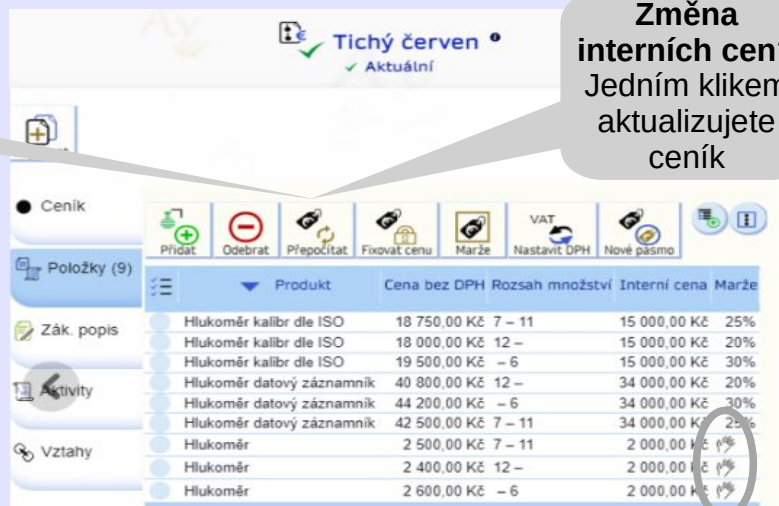 Tichý červen
Aktuální
Změna
interních cen
Jedním klikem
aktualizujete
ceník
Ceník
Položky (9)
Zák. popis
Aktivity
Vztahy
Přidat
Odebrat
Přepočítat
Fixovat cenu
Marže
VAT
Nastavit DPH
Nové pásmo
Produkt Cena bez DPH Rozsah množství Interní cena Marže
Hlukoměr kalibr dle ISO 18 750,00 Kč 7 – 11 15 000,00 Kč 25%
Hlukoměr kalibr dle ISO 18 000,00 Kč 12 – 15 000,00 Kč 20%
Hlukoměr kalibr dle ISO 19 500,00 Kč – 6 15 000,00 Kč 30%
Hlukoměr datový záznamník 40 800,00 Kč 12 – 34 000,00 Kč 20%
Hlukoměr datový záznamník 44 200,00 Kč – 6 34 000,00 Kč 30%
Hlukoměr datový záznamník 42 500,00 Kč 7 – 11 34 000,00 Kč 25%
Hlukoměr 2 500,00 Kč 7 – 11 2 000,00 Kč
Hlukoměr 2 400,00 Kč 12 – 2 000,00 Kč
Hlukoměr 2 600,00 Kč – 6 2 000,00 Kč